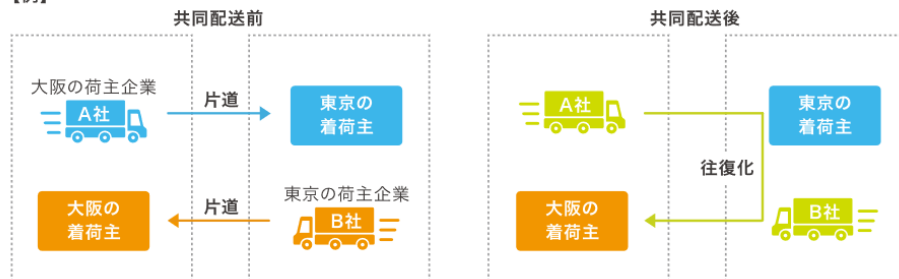 共同配送前
共同配送後
大阪の荷主企業
A社
片道
東京の
着荷主
大阪の
着荷主
片道
東京の荷主企業
B社
A社
東京の
着荷主
往復化
大阪の
着荷主
B社